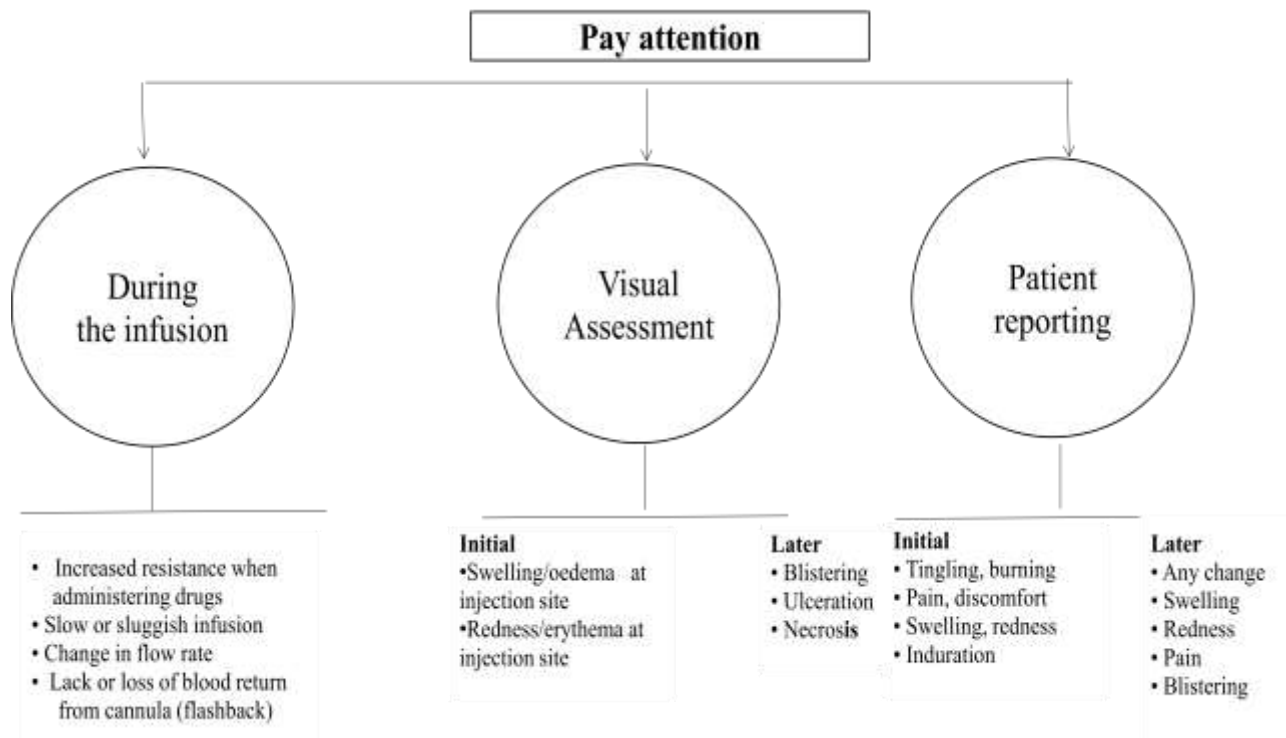 Pay attention
During
the infusion
Visual
Assessment
Patient
reporting
• Increased resistance when
administering drugs
• Slow or sluggish infusion
• Change in flow rate
• Lack or loss of blood return
from cannula (flashback)
Initial
•Swelling/oedema at
injection site
•Redness/erythema at
injection site
Later
• Blistering
• Ulceration
• Necrosis
Initial
• Tingling, burning
• Pain, discomfort
• Swelling, redness
• Induration
Later
• Any change
• Swelling
• Redness
• Pain
• Blistering